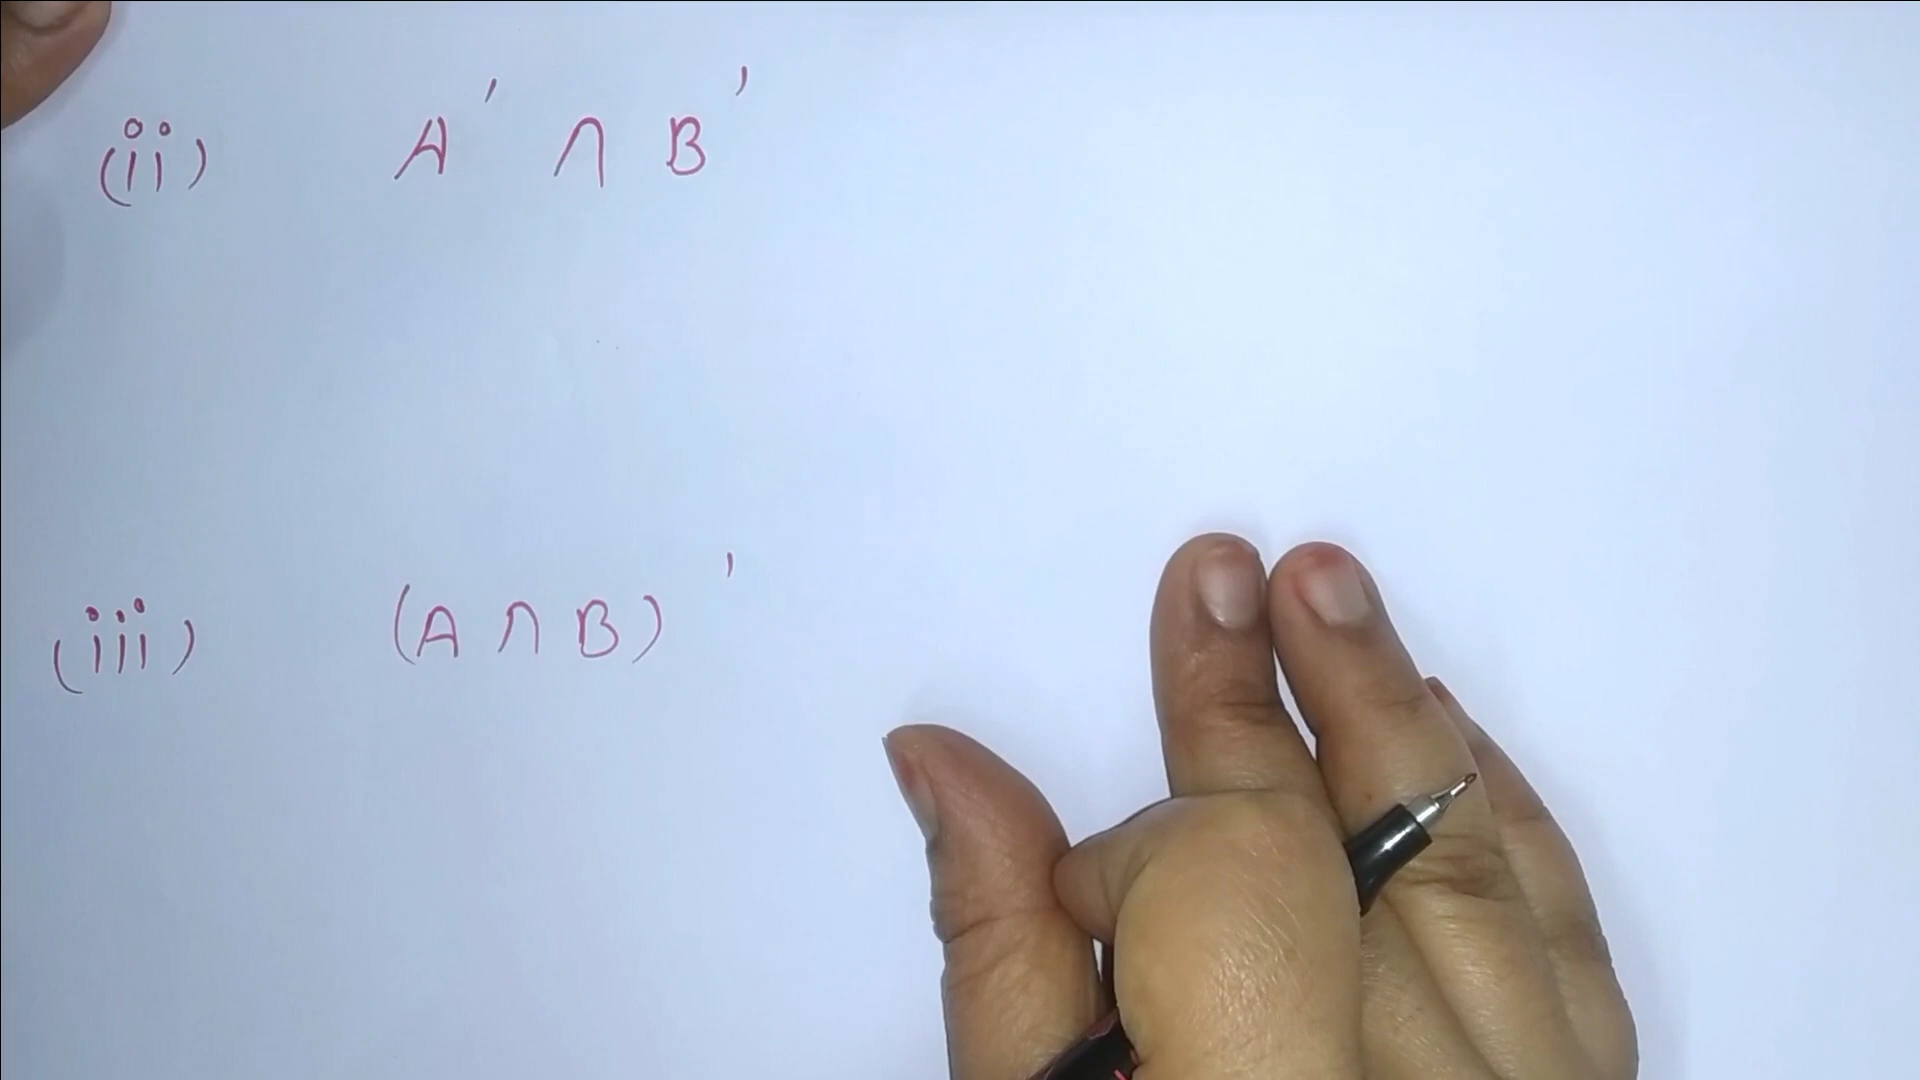 (ii) A' ∩ B'
(iii) (A ∩ B)'